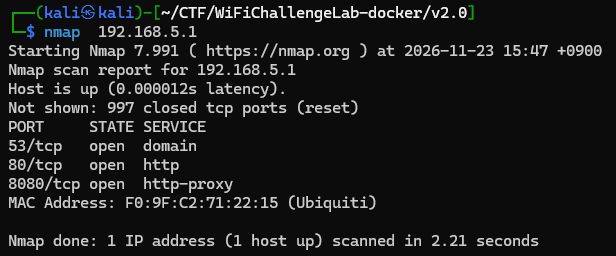 ┌──(kali㉿kali)-[~/CTF/WiFiChallengeLab-docker/v2.0]
└─$ nmap  192.168.5.1
Starting Nmap 7.991 ( https://nmap.org ) at 2026-11-23 15:47 +0900
Nmap scan report for 192.168.5.1
Host is up (0.000012s latency).
Not shown: 997 closed tcp ports (reset)
PORT     STATE SERVICE
53/tcp   open  domain
80/tcp   open  http
8080/tcp open  http-proxy
MAC Address: F0:9F:C2:71:22:15 (Ubiquiti)
Nmap done: 1 IP address (1 host up) scanned in 2.21 seconds